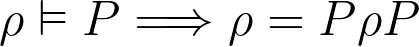 ρ ⊨ P ⟹ ρ = PρP